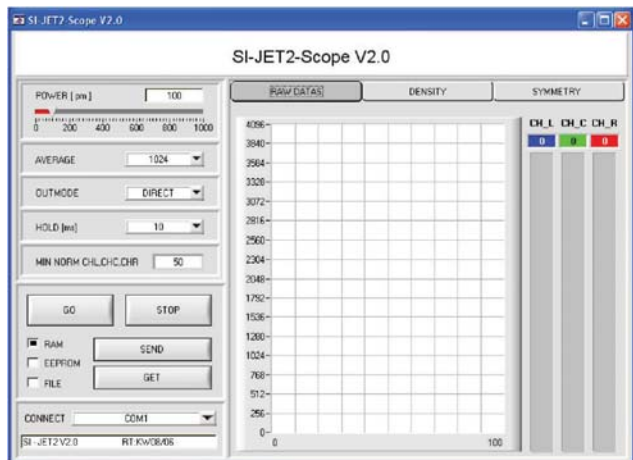 SI-JET2-Scope V2.0
SI-JET2-Scope V2.0
POWER [pm] 100
0 200 400 600 800 1000
AVERAGE 1024
OUTMODE DIRECT
HOLD [ms] 10
MIN NORM CHL,CHC,CHR 50
GO STOP
RAM
EEPROM
FILE
SEND
GET
CONNECT COM1
SI-JET2 V2.0 RT:KW08/06
RAW DATAS DENSITY SYMMETRY
4096
3840
3584
3328
3072
2816
2560
2304
2048
1792
1536
1280
1024
768
512
256
0
0 100
CH_L CH_C CH_R
0 0 0